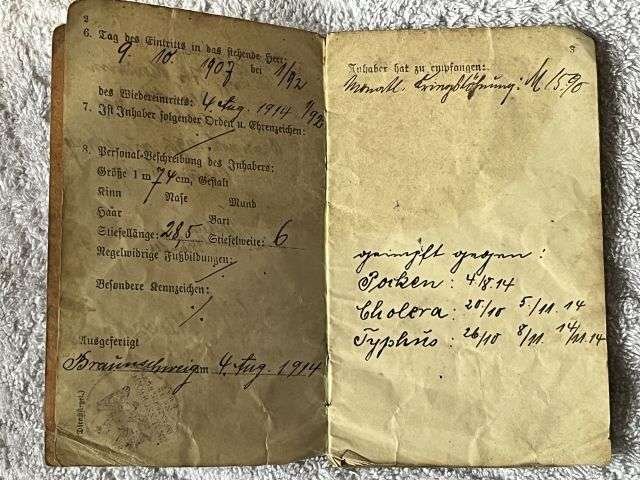 2
6. Tag des Eintritts in das stehende Heer:
9. 10. 1907 bei 1/92
des Wiedereintritts: 4 Aug. 1914 1/92
7. Ist Inhaber folgender Orden u. Ehrenzeichen:
8. Personal-Beschreibung des Inhabers:
Größe 1 m 74 cm, Gestalt
Kinn Nase Mund
Haar Bart
Stiefellänge: 28,5 Stiefelweite: 6
Regelwidrige Fußbildungen:
Besondere Kennzeichen:
Ausgefertigt
Braunschweig am 4. Aug. 1914
(Dienstsiegel.)
3
Inhaber hat zu empfangen:
Monatl. Kriegslöhnung: M 15.90
geimpft gegen:
Pocken: 4/8 14
Cholera: 20/10 5./11. 14
Typhus: 26/10 8/11 14/11.14